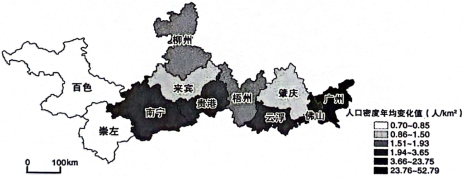 柳州
百色
来宾
南宁
贵港
梧州
肇庆
广州
崇左
云浮
佛山
人口密度年均变化值（人/km²）
0.70~0.85
0.86~1.50
1.51~1.93
1.94~3.65
3.66~23.75
23.76~52.79
0 100km